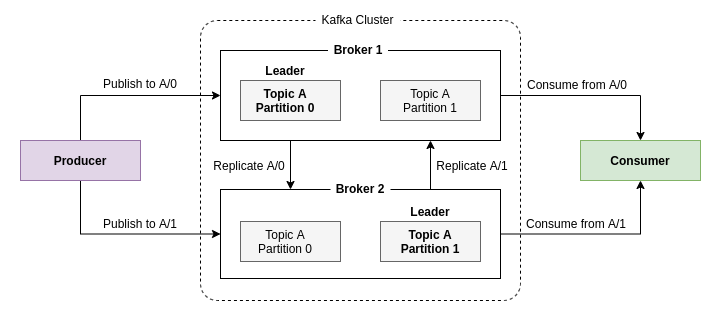 Kafka Cluster
Broker 1
Publish to A/0
Leader
Consume from A/0
Topic A
Partition 0
Topic A
Partition 1
Producer
Replicate A/0
Replicate A/1
Consumer
Broker 2
Publish to A/1
Leader
Consume from A/1
Topic A
Partition 0
Topic A
Partition 1